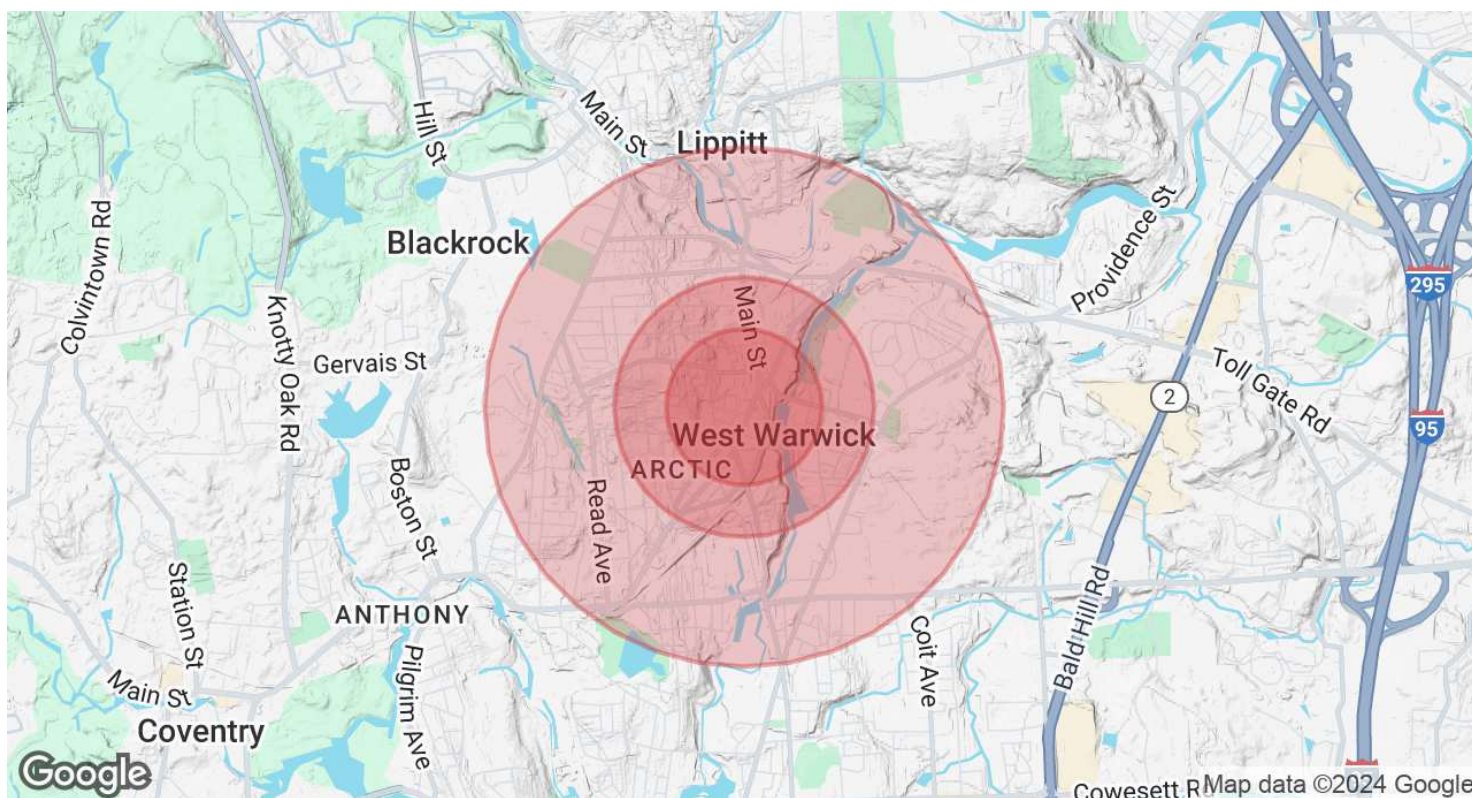 Hill St
Main St
Lippitt
Colvintown Rd
Blackrock
Knotty Oak Rd
Providence St
295
Main St
Gervais St
Toll Gate Rd
2
95
West Warwick
ARCTIC
Boston St
Read Ave
Station St
ANTHONY
Pilgrim Ave
Coit Ave
Bald Hill Rd
Main St
Coventry
Google
Cowesett R
Map data ©2024 Google